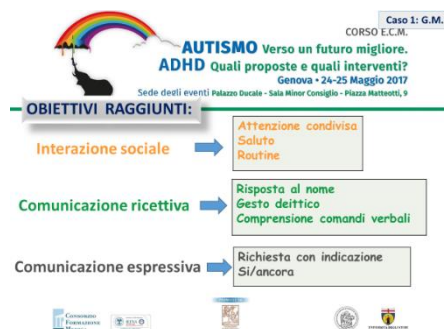 Caso 1: G.M.
CORSO E.C.M.
AUTISMO Verso un futuro migliore.
ADHD Quali proposte e quali interventi?
Genova • 24-25 Maggio 2017
Sede degli eventi Palazzo Ducale - Sala Minor Consiglio - Piazza Matteotti, 9
OBIETTIVI RAGGIUNTI:
Interazione sociale
Attenzione condivisa
Saluto
Routine
Comunicazione ricettiva
Risposta al nome
Gesto deittico
Comprensione comandi verbali
Comunicazione espressiva
Richiesta con indicazione
Si/ancora
Consorzio
Formazione